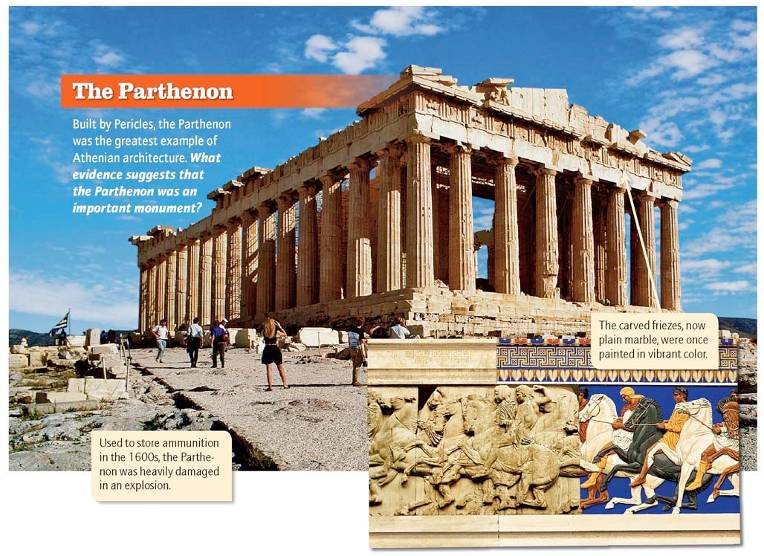 The Parthenon
Built by Pericles, the Parthenon
was the greatest example of
Athenian architecture. What
evidence suggests that
the Parthenon was an
important monument?
The carved friezes, now
plain marble, were once
painted in vibrant color.
Used to store ammunition
in the 1600s, the Parthe-
non was heavily damaged
in an explosion.